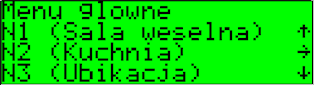 Menu glowne
N1 (Sala weselna) ↑
N2 (Kuchnia) →
N3 (Ubikacja) ↓